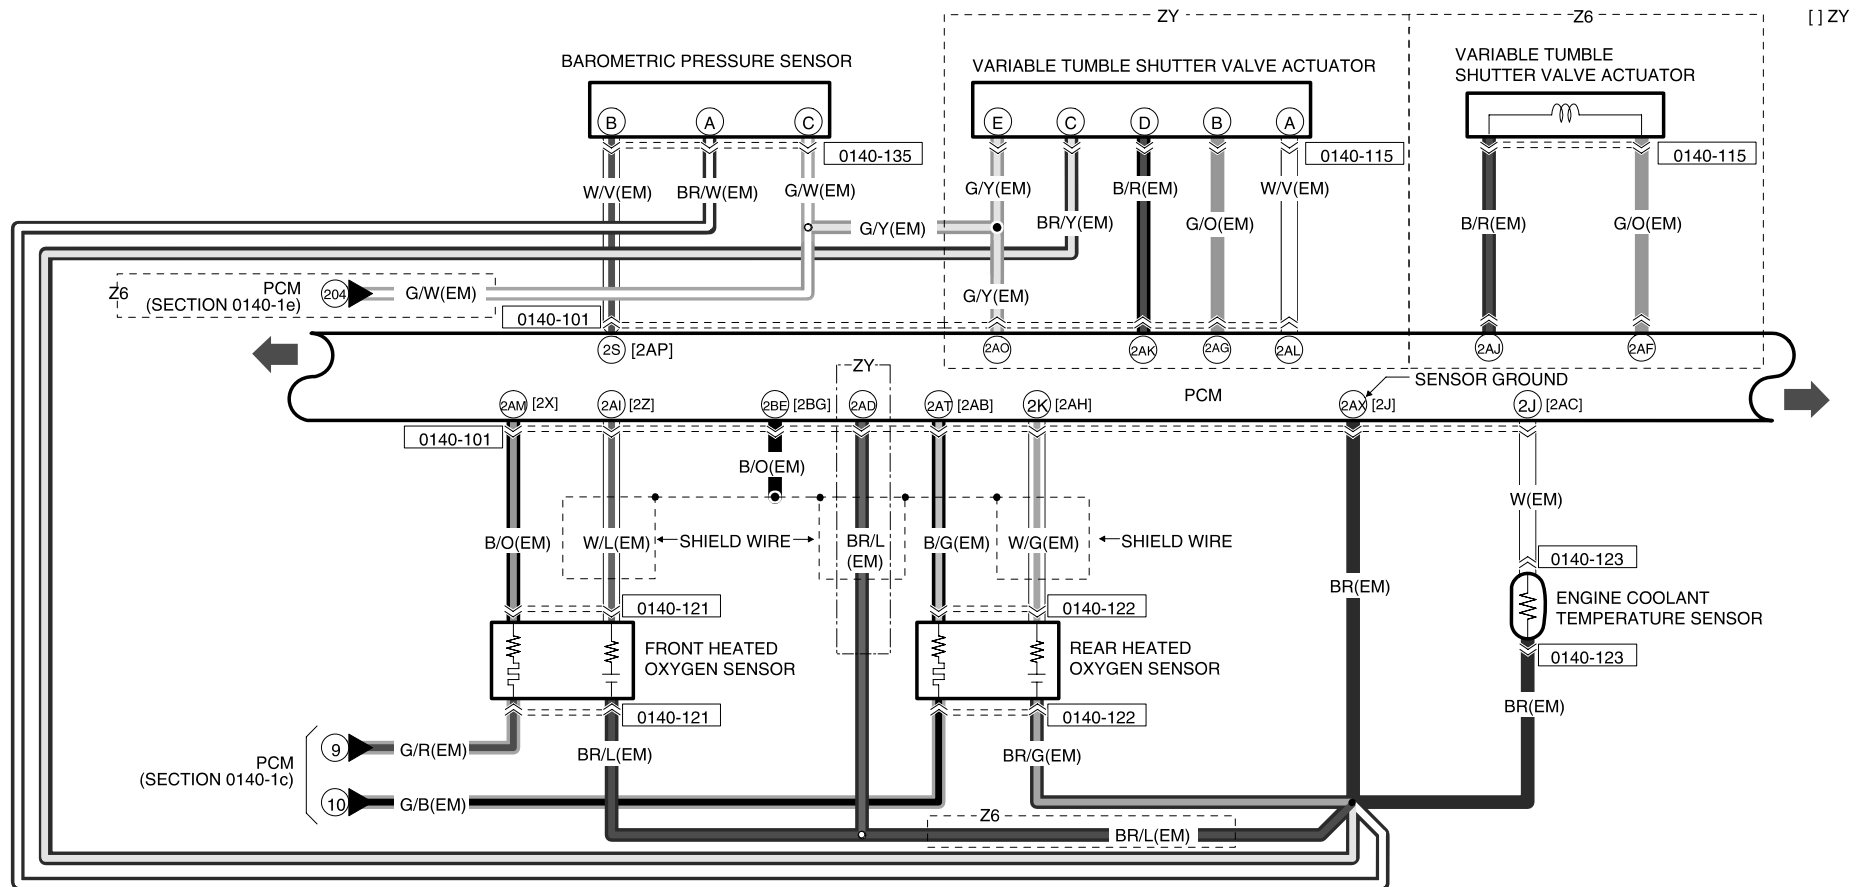 ZY
Z6
[ ] ZY
BAROMETRIC PRESSURE SENSOR
VARIABLE TUMBLE SHUTTER VALVE ACTUATOR
VARIABLE TUMBLE
SHUTTER VALVE ACTUATOR
B
A
C
E
C
D
B
A
0140-135
0140-115
0140-115
W/V(EM)
BR/W(EM)
G/W(EM)
G/Y(EM)
B/R(EM)
W/V(EM)
G/Y(EM)
BR/Y(EM)
G/O(EM)
B/R(EM)
G/O(EM)
Z6
PCM
(SECTION 0140-1e)
204
G/W(EM)
G/Y(EM)
0140-101
2S
[2AP]
2AO
2AK
2AG
2AL
2AJ
2AF
ZY
PCM
SENSOR GROUND
2AM
[2X]
2AI
[2Z]
2BE
[2BG]
2AD
2AT
[2AB]
2K
[2AH]
2AX
[2J]
2J
[2AC]
0140-101
B/O(EM)
W(EM)
B/O(EM)
W/L(EM)
SHIELD WIRE
BR/L
(EM)
B/G(EM)
W/G(EM)
SHIELD WIRE
0140-123
BR(EM)
ENGINE COOLANT
TEMPERATURE SENSOR
0140-121
0140-122
0140-123
FRONT HEATED
OXYGEN SENSOR
REAR HEATED
OXYGEN SENSOR
BR(EM)
0140-121
0140-122
PCM
(SECTION 0140-1c)
9
G/R(EM)
BR/L(EM)
BR/G(EM)
10
G/B(EM)
Z6
BR/L(EM)